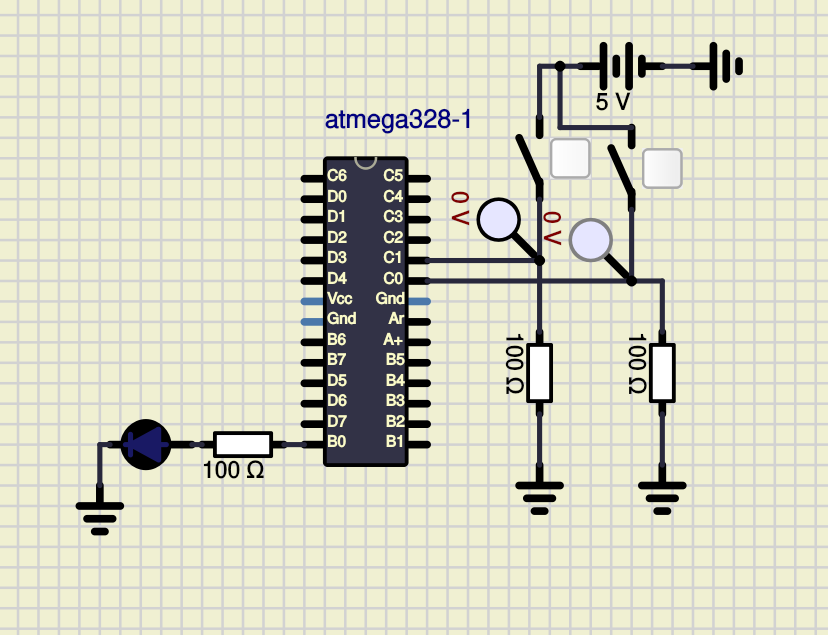 5 V
atmega328-1
C6 C5
D0 C4
D1 C3
D2 C2
D3 C1
D4 C0
Vcc Gnd
Gnd Ar
B6 A+
B7 B5
D5 B4
D6 B3
D7 B2
B0 B1
0 V
0 V
100 Ω
100 Ω
100 Ω